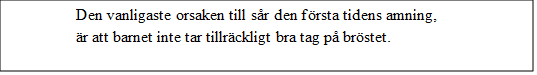 Den vanligaste orsaken till sår den första tidens amning,
är att barnet inte tar tillräckligt bra tag på bröstet.